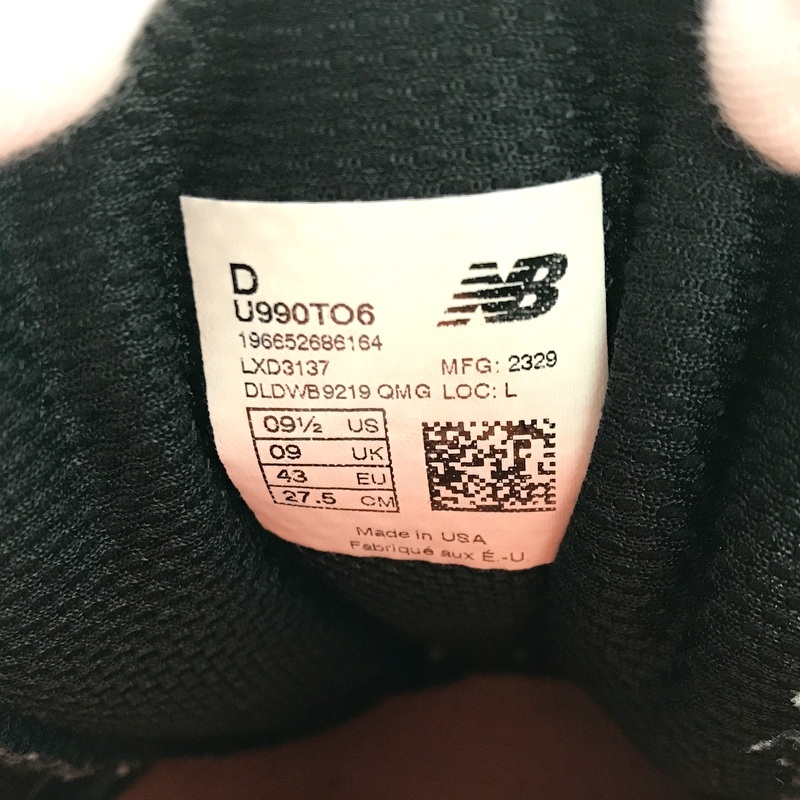 D
NB
U990TO6
196652686164
LXD3137 MFG: 2329
DLDWB9219 QMG LOC: L
09½ US
09 UK
43 EU
27.5 CM
Made in USA
Fabriqué aux É.-U.